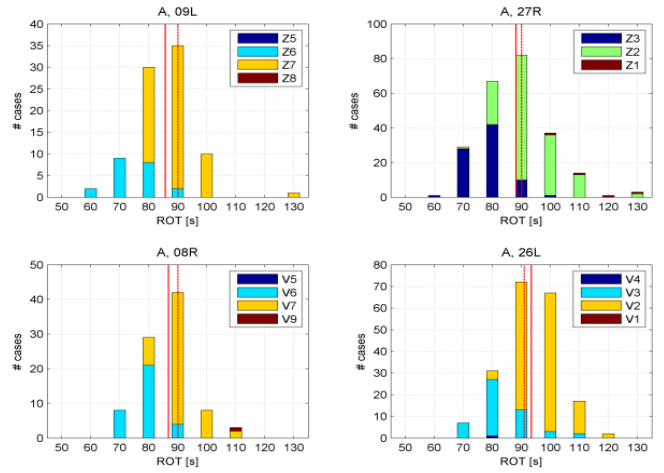 A, 09L
40
35
30
25
20
15
10
5
0
# cases
Z5
Z6
Z7
Z8
50 60 70 80 90 100 110 120 130
ROT [s]
A, 27R
100
80
60
40
20
0
# cases
Z3
Z2
Z1
50 60 70 80 90 100 110 120 130
ROT [s]
A, 08R
50
40
30
20
10
0
# cases
V5
V6
V7
V9
50 60 70 80 90 100 110 120 130
ROT [s]
A, 26L
80
70
60
50
40
30
20
10
0
# cases
V4
V3
V2
V1
50 60 70 80 90 100 110 120 130
ROT [s]